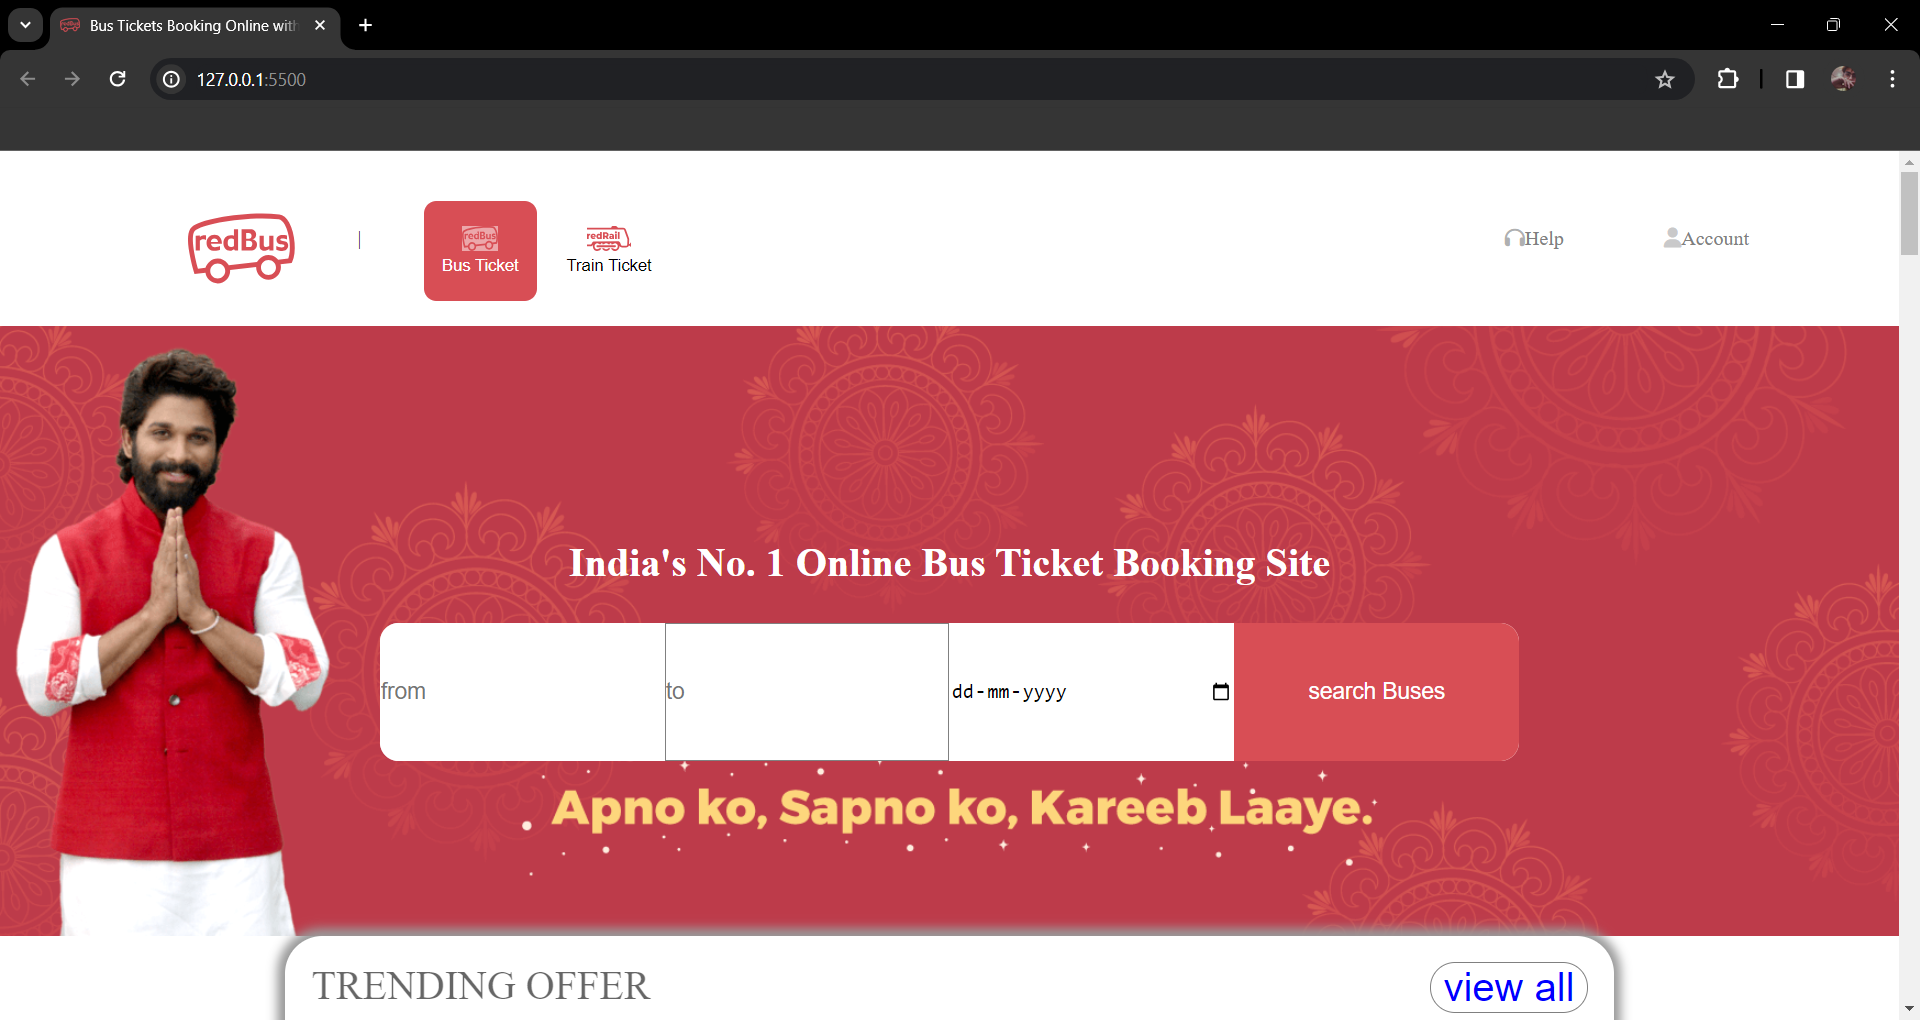 Bus Tickets Booking Online with
127.0.0.1:5500
redBus
|
redBus
Bus Ticket
redRail
Train Ticket
Help
Account
India's No. 1 Online Bus Ticket Booking Site
from
to
dd-mm-yyyy
search Buses
Apno ko, Sapno ko, Kareeb Laaye.
TRENDING OFFER
view all